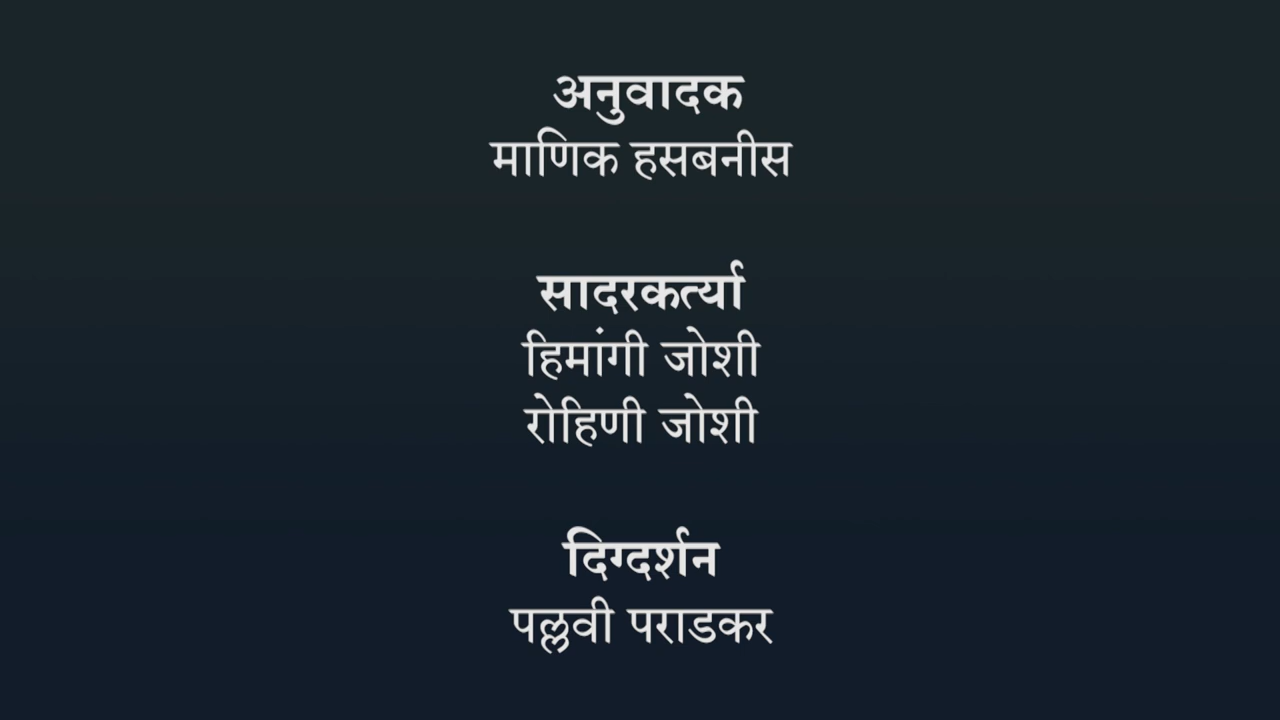 अनुवादक
माणिक हसबनीस
सादरकर्त्या
हिमांगी जोशी
रोहिणी जोशी
दिग्दर्शन
पल्लवी पराडकर